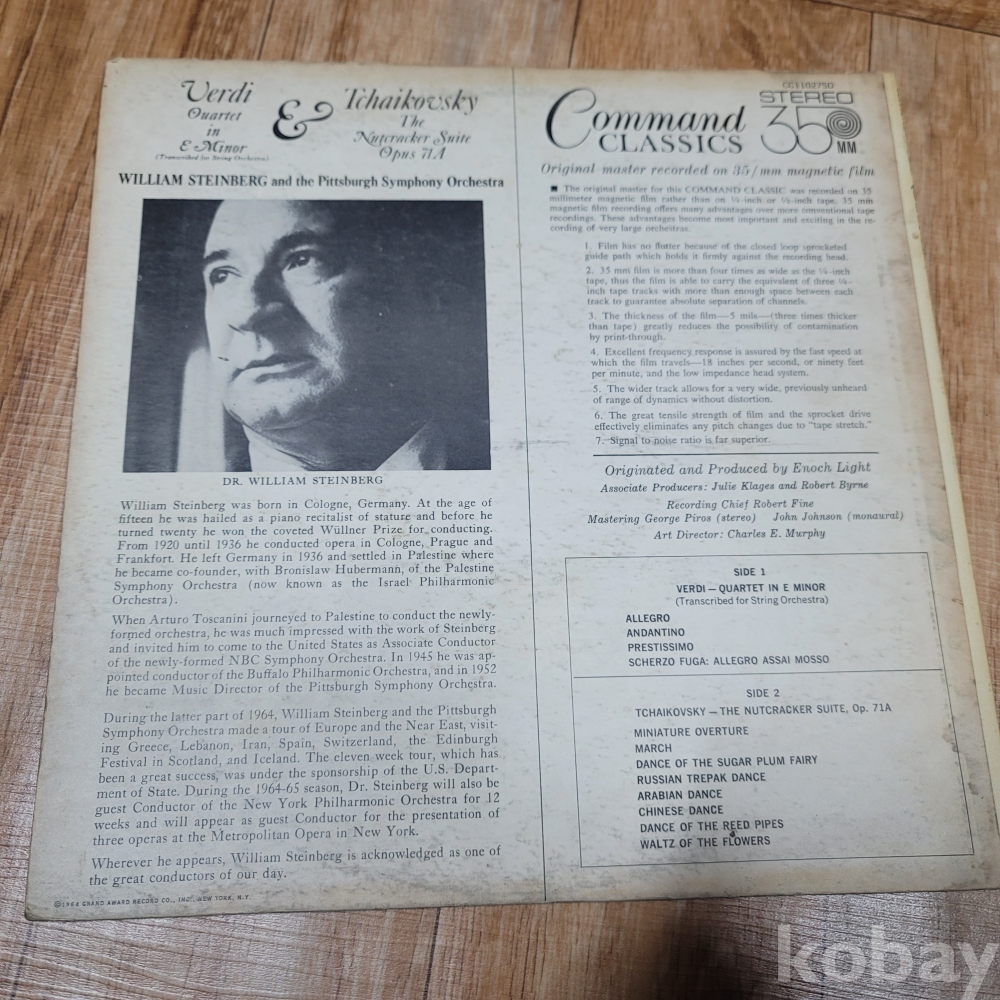 Verdi
Quartet
in
E Minor
(Transcribed for String Orchestra)
&
Tchaikovsky
The
Nutcracker Suite
Opus 71A
WILLIAM STEINBERG and the Pittsburgh Symphony Orchestra
DR. WILLIAM STEINBERG
William Steinberg was born in Cologne, Germany. At the age of
fifteen he was hailed as a piano recitalist of stature and before he
turned twenty he won the coveted Wüllner Prize for conducting.
From 1920 until 1936 he conducted opera in Cologne, Prague and
Frankfort. He left Germany in 1936 and settled in Palestine where
he became co-founder, with Bronislaw Hubermann, of the Palestine
Symphony Orchestra (now known as the Israel Philharmonic
Orchestra).
When Arturo Toscanini journeyed to Palestine to conduct the newly-
formed orchestra, he was much impressed with the work of Steinberg
and invited him to come to the United States as Associate Conductor
of the newly-formed NBC Symphony Orchestra. In 1945 he was ap-
pointed conductor of the Buffalo Philharmonic Orchestra, and in 1952
he became Music Director of the Pittsburgh Symphony Orchestra.
During the latter part of 1964, William Steinberg and the Pittsburgh
Symphony Orchestra made a tour of Europe and the Near East, visit-
ing Greece, Lebanon, Iran, Spain, Switzerland, the Edinburgh
Festival in Scotland, and Iceland. The eleven week tour, which has
been a great success, was under the sponsorship of the U.S. Depart-
ment of State. During the 1964-65 season, Dr. Steinberg will also be
guest Conductor of the New York Philharmonic Orchestra for 12
weeks and will appear as guest Conductor for the presentation of
three operas at the Metropolitan Opera in New York.
Wherever he appears, William Steinberg is acknowledged as one of
the great conductors of our day.
©1964 GRAND AWARD RECORD CO., INC., NEW YORK, N.Y.
CC11027SD
Command
CLASSICS
STEREO
35
MM
Original master recorded on 35/mm magnetic film
■ The original master for this COMMAND CLASSIC was recorded on 35
millimeter magnetic film rather than on ¼-inch or ½-inch tape. 35 mm
magnetic film recording offers many advantages over more conventional tape
recordings. These advantages become most important and exciting in the re-
cording of very large orchestras.
1. Film has no flutter because of the closed loop sprocketed
guide path which holds it firmly against the recording head.
2. 35 mm film is more than four times as wide as the ¼-inch
tape, thus the film is able to carry the equivalent of three ¼-
inch tape tracks with more than enough space between each
track to guarantee absolute separation of channels.
3. The thickness of the film—5 mils—(three times thicker
than tape) greatly reduces the possibility of contamination
by print-through.
4. Excellent frequency response is assured by the fast speed at
which the film travels—18 inches per second, or ninety feet
per minute, and the low impedance head system.
5. The wider track allows for a very wide, previously unheard
of range of dynamics without distortion.
6. The great tensile strength of film and the sprocket drive
effectively eliminates any pitch changes due to "tape stretch."
7. Signal to noise ratio is far superior.
Originated and Produced by Enoch Light
Associate Producers: Julie Klages and Robert Byrne
Recording Chief Robert Fine
Mastering George Piros (stereo) John Johnson (monaural)
Art Director: Charles E. Murphy
SIDE 1
VERDI – QUARTET IN E MINOR
(Transcribed for String Orchestra)
ALLEGRO
ANDANTINO
PRESTISSIMO
SCHERZO FUGA: ALLEGRO ASSAI MOSSO
SIDE 2
TCHAIKOVSKY – THE NUTCRACKER SUITE, Op. 71A
MINIATURE OVERTURE
MARCH
DANCE OF THE SUGAR PLUM FAIRY
RUSSIAN TREPAK DANCE
ARABIAN DANCE
CHINESE DANCE
DANCE OF THE REED PIPES
WALTZ OF THE FLOWERS
kobay